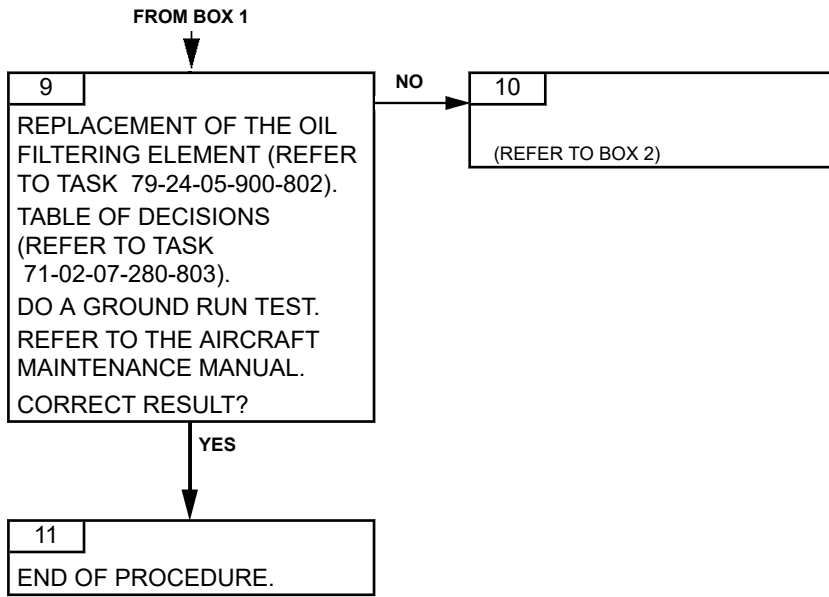 FROM BOX 1
9
REPLACEMENT OF THE OIL
FILTERING ELEMENT (REFER
TO TASK 79-24-05-900-802).
TABLE OF DECISIONS
(REFER TO TASK
71-02-07-280-803).
DO A GROUND RUN TEST.
REFER TO THE AIRCRAFT
MAINTENANCE MANUAL.
CORRECT RESULT?
NO
10
(REFER TO BOX 2)
YES
11
END OF PROCEDURE.